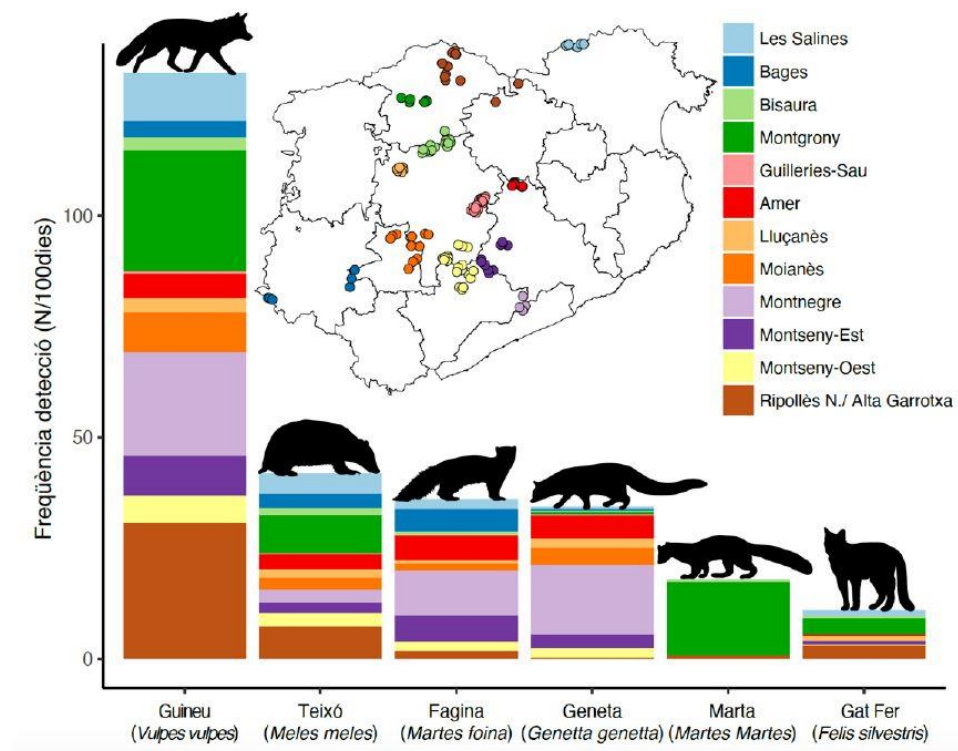 Freqüència detecció (N/100dies)
100
50
0
Les Salines
Bages
Bisaura
Montgrony
Guilleries-Sau
Amer
Lluçanès
Moianès
Montnegre
Montseny-Est
Montseny-Oest
Ripollès N./ Alta Garrotxa
Guineu
(Vulpes vulpes)
Teixó
(Meles meles)
Fagina
(Martes foina)
Geneta
(Genetta genetta)
Marta
(Martes Martes)
Gat Fer
(Felis silvestris)